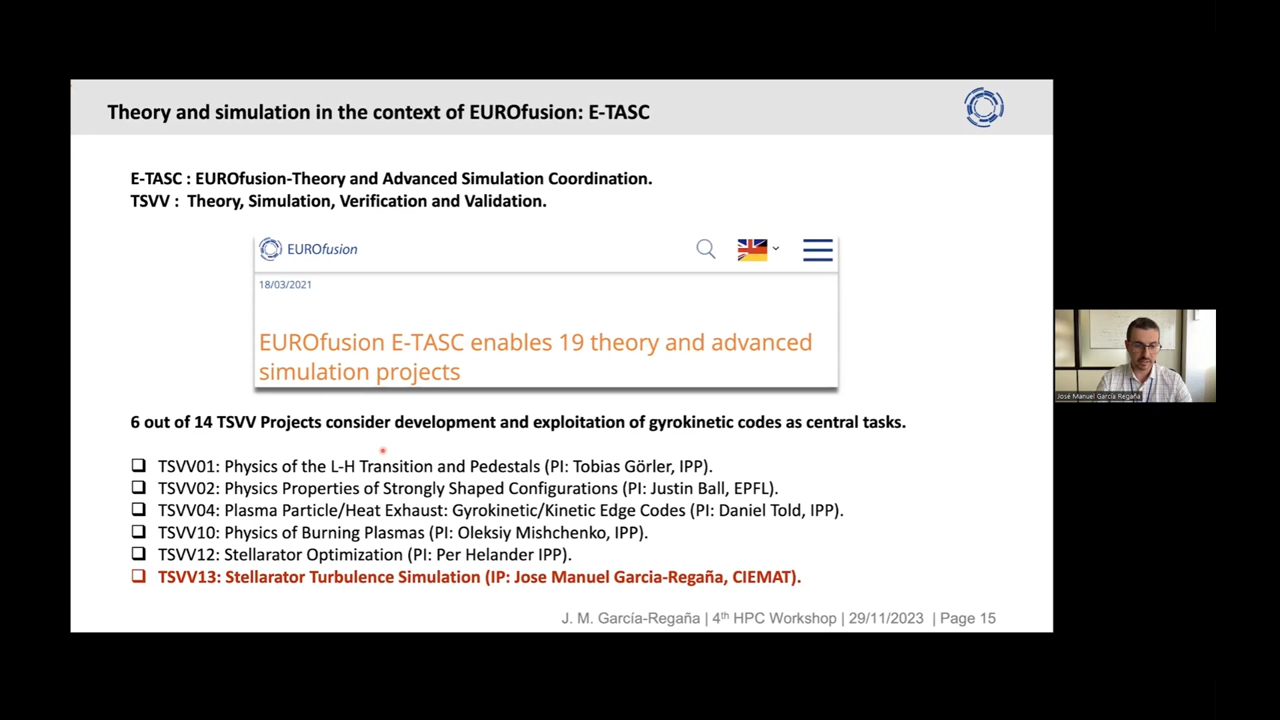 Theory and simulation in the context of EUROfusion: E-TASC
E-TASC : EUROfusion-Theory and Advanced Simulation Coordination.
TSVV : Theory, Simulation, Verification and Validation.
EUROfusion
18/03/2021
EUROfusion E-TASC enables 19 theory and advanced
simulation projects
6 out of 14 TSVV Projects consider development and exploitation of gyrokinetic codes as central tasks.
TSVV01: Physics of the L-H Transition and Pedestals (PI: Tobias Görler, IPP).
TSVV02: Physics Properties of Strongly Shaped Configurations (PI: Justin Ball, EPFL).
TSVV04: Plasma Particle/Heat Exhaust: Gyrokinetic/Kinetic Edge Codes (PI: Daniel Told, IPP).
TSVV10: Physics of Burning Plasmas (PI: Oleksiy Mishchenko, IPP).
TSVV12: Stellarator Optimization (PI: Per Helander IPP).
TSVV13: Stellarator Turbulence Simulation (IP: Jose Manuel Garcia-Regaña, CIEMAT).
J. M. García-Regaña | 4th HPC Workshop | 29/11/2023 | Page 15
José Manuel García Regaña